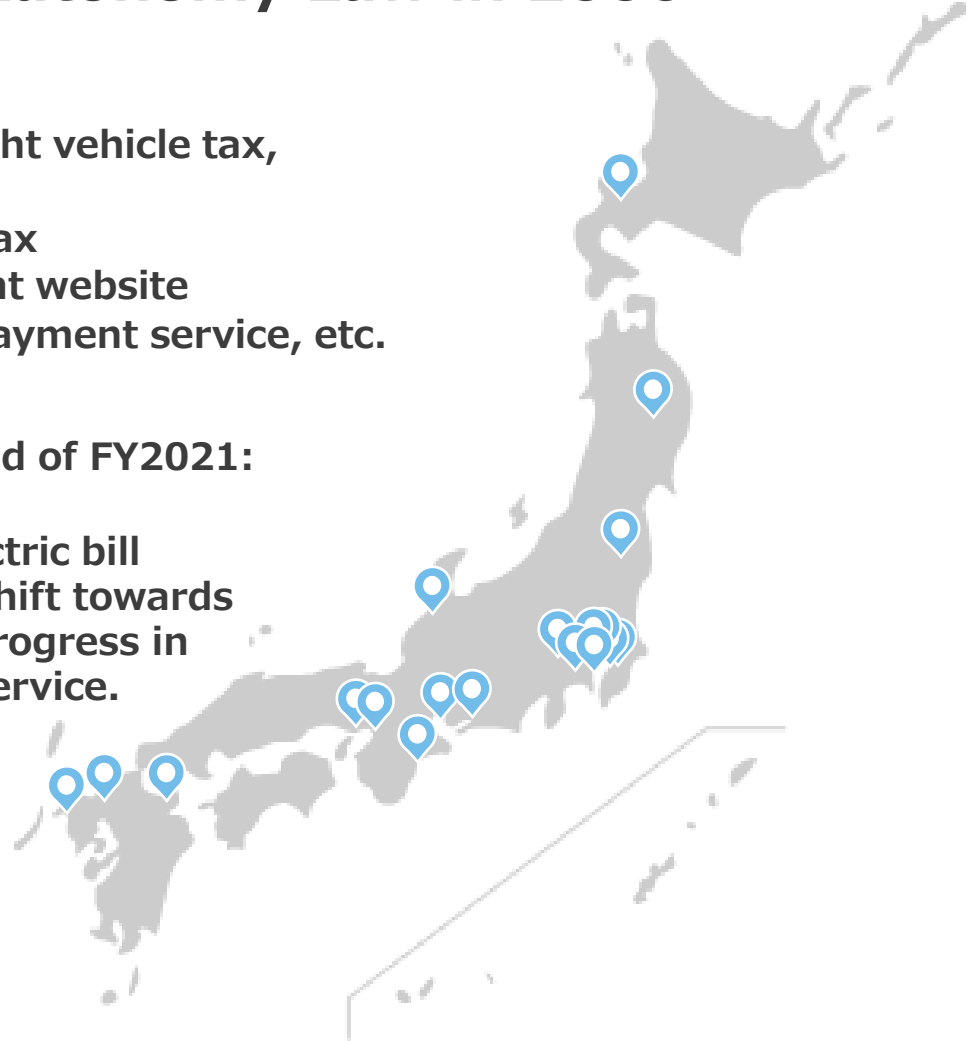 ht vehicle tax,
ax
nt website
ayment service, etc.
d of FY2021:
ctric bill
hift towards
rogress in
ervice.